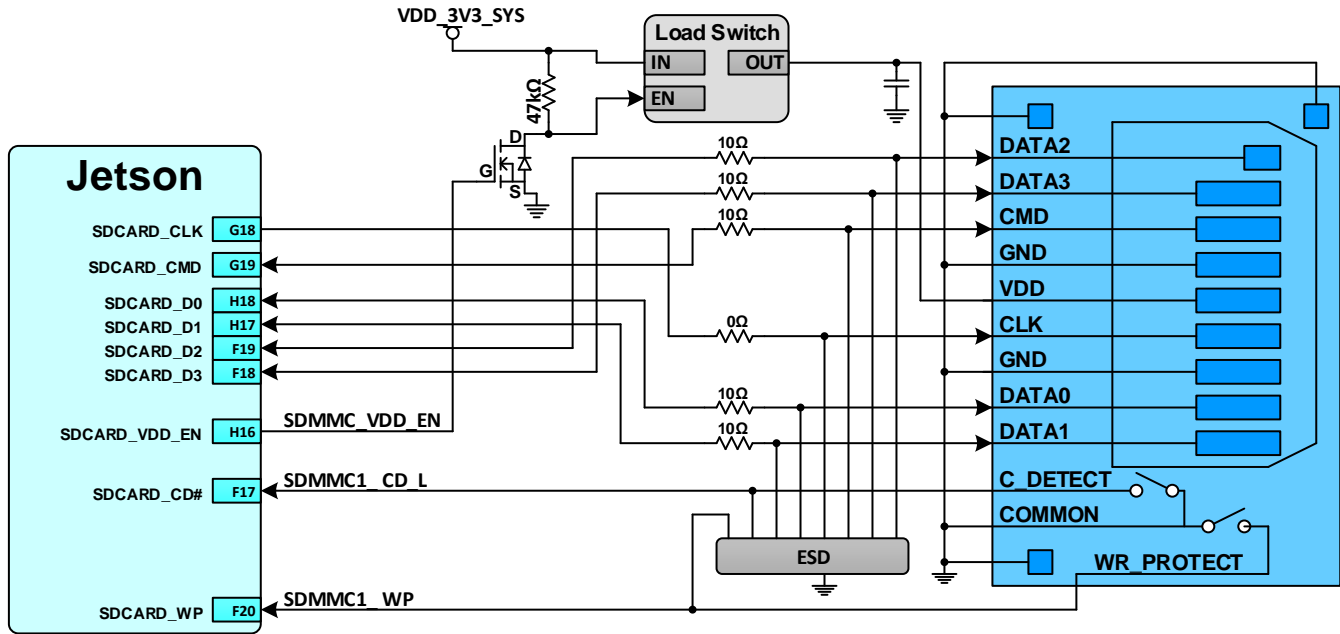 VDD_3V3_SYS
Load Switch
IN
OUT
EN
47kΩ
D
G
S
Jetson
SDCARD_CLK G18
SDCARD_CMD G19
SDCARD_D0 H18
SDCARD_D1 H17
SDCARD_D2 F19
SDCARD_D3 F18
SDCARD_VDD_EN H16
SDMMC_VDD_EN
SDCARD_CD# F17
SDMMC1_CD_L
SDCARD_WP F20
SDMMC1_WP
10Ω
10Ω
10Ω
0Ω
10Ω
10Ω
ESD
DATA2
DATA3
CMD
GND
VDD
CLK
GND
DATA0
DATA1
C_DETECT
COMMON
WR_PROTECT